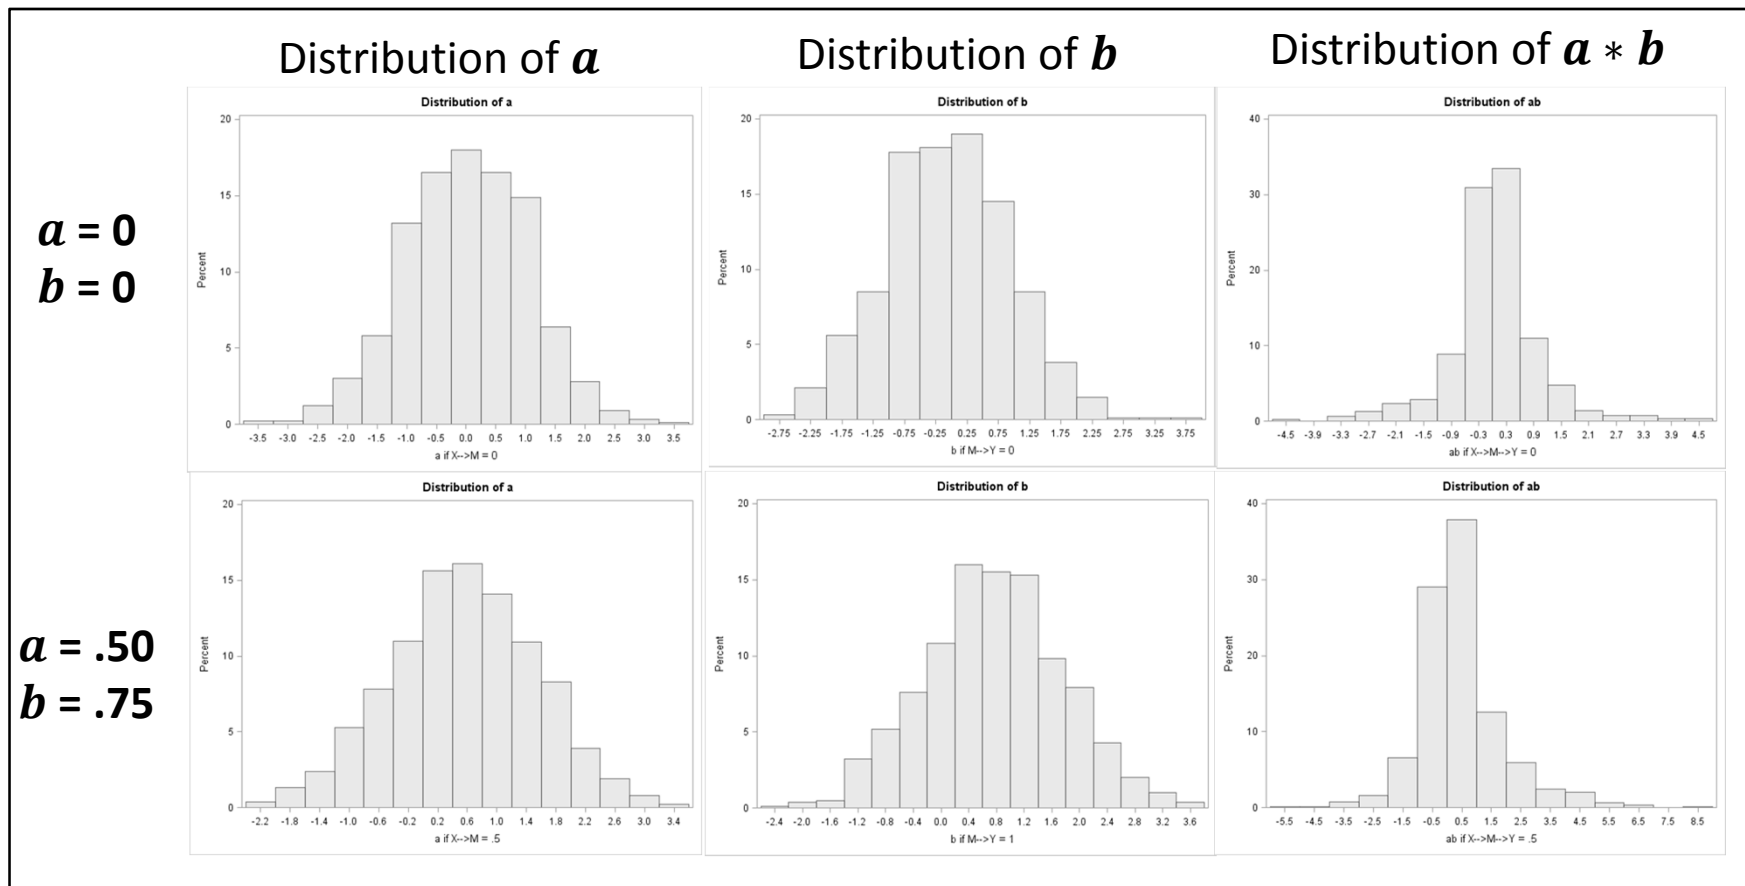 Distribution of a
Distribution of b
Distribution of a * b
a = 0
b = 0
Distribution of a
20
15
10
5
0
Percent
-3.5 -3.0 -2.5 -2.0 -1.5 -1.0 -0.5 0.0 0.5 1.0 1.5 2.0 2.5 3.0 3.5
a if X-->M = 0
Distribution of b
20
15
10
5
0
Percent
-2.75 -2.25 -1.75 -1.25 -0.75 -0.25 0.25 0.75 1.25 1.75 2.25 2.75 3.25 3.75
b if M-->Y = 0
Distribution of ab
40
30
20
10
0
Percent
-4.5 -3.9 -3.3 -2.7 -2.1 -1.5 -0.9 -0.3 0.3 0.9 1.5 2.1 2.7 3.3 3.9 4.5
ab if X-->M-->Y = 0
a = .50
b = .75
Distribution of a
20
15
10
5
0
Percent
-2.2 -1.8 -1.4 -1.0 -0.6 -0.2 0.2 0.6 1.0 1.4 1.8 2.2 2.6 3.0 3.4
a if X-->M = .5
Distribution of b
20
15
10
5
0
Percent
-2.4 -2.0 -1.6 -1.2 -0.8 -0.4 0.0 0.4 0.8 1.2 1.6 2.0 2.4 2.8 3.2 3.6
b if M-->Y = 1
Distribution of ab
40
30
20
10
0
Percent
-5.5 -4.5 -3.5 -2.5 -1.5 -0.5 0.5 1.5 2.5 3.5 4.5 5.5 6.5 7.5 8.5
ab if X-->M-->Y = .5